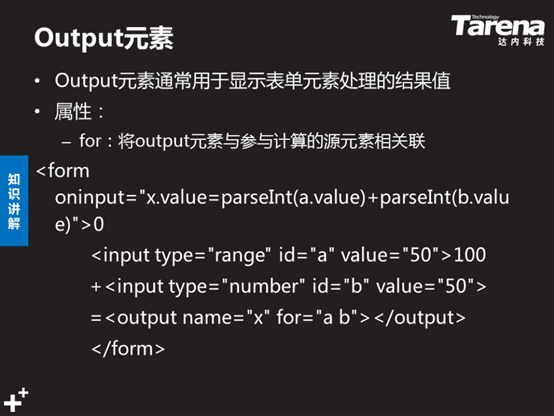 Output元素
Technology
Tarena
达内科技
• Output元素通常用于显示表单元素处理的结果值
• 属性：
– for：将output元素与参与计算的源元素相关联
<form
oninput="x.value=parseInt(a.value)+parseInt(b.valu
e)">0
<input type="range" id="a" value="50">100
+<input type="number" id="b" value="50">
=<output name="x" for="a b"></output>
</form>
知识讲解